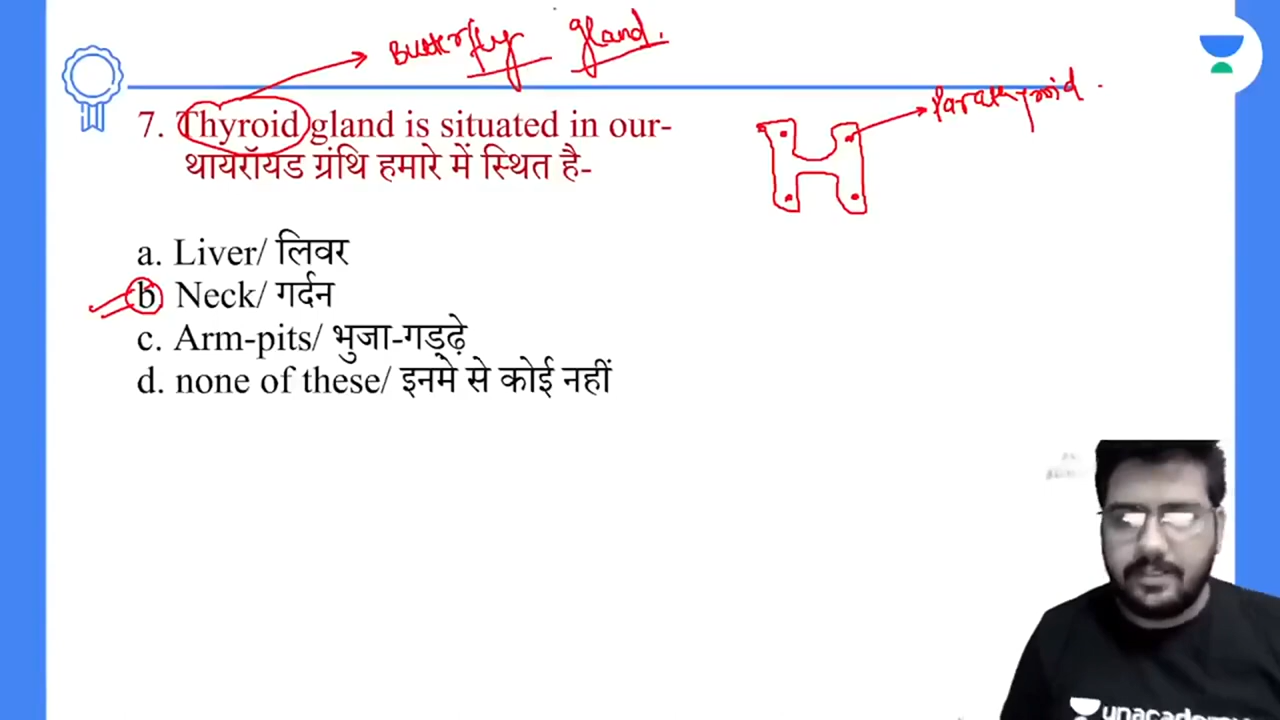 Butterfly gland.
Parathyroid.
7. Thyroid gland is situated in our-
थायरॉयड ग्रंथि हमारे में स्थित है-
a. Liver/ लिवर
b Neck/ गर्दन
c. Arm-pits/ भुजा-गड्ढ़े
d. none of these/ इनमे से कोई नहीं
unacademy